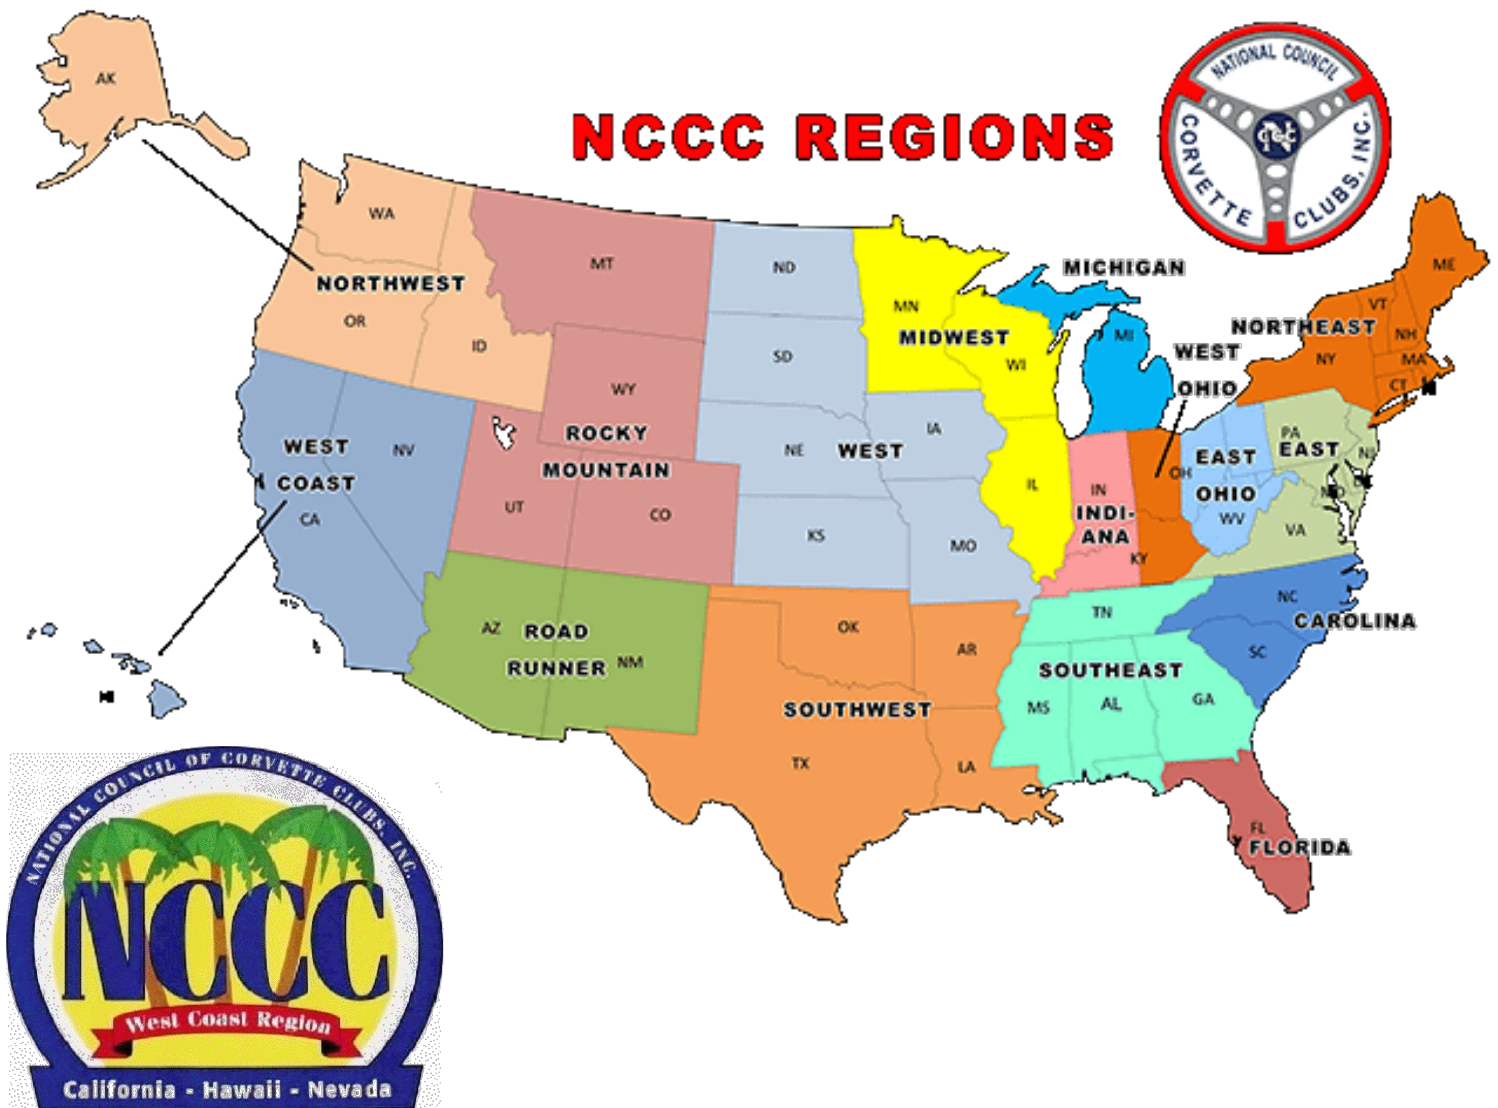 NCCC REGIONS
NATIONAL COUNCIL
CORVETTE
CLUBS, INC.
AK
WA
NORTHWEST
OR
ID
MT
WY
ROCKY
MOUNTAIN
UT
CO
ND
SD
NE
WEST
IA
KS
MO
MN
MIDWEST
WI
IL
MICHIGAN
MI
WEST
OHIO
OH
KY
IN
INDI-
ANA
EAST
OHIO
WV
NORTHEAST
ME
VT
NH
NY
MA
CT
PA
EAST
NJ
MD
VA
WEST
COAST
NV
CA
AZ
ROAD
RUNNER
NM
OK
AR
SOUTHWEST
TX
LA
TN
SOUTHEAST
MS
AL
GA
NC
CAROLINA
SC
FL
FLORIDA
NATIONAL COUNCIL OF CORVETTE CLUBS, INC.
NCCC
West Coast Region
California - Hawaii - Nevada